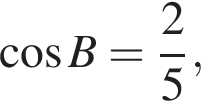 cos B = 2/5,